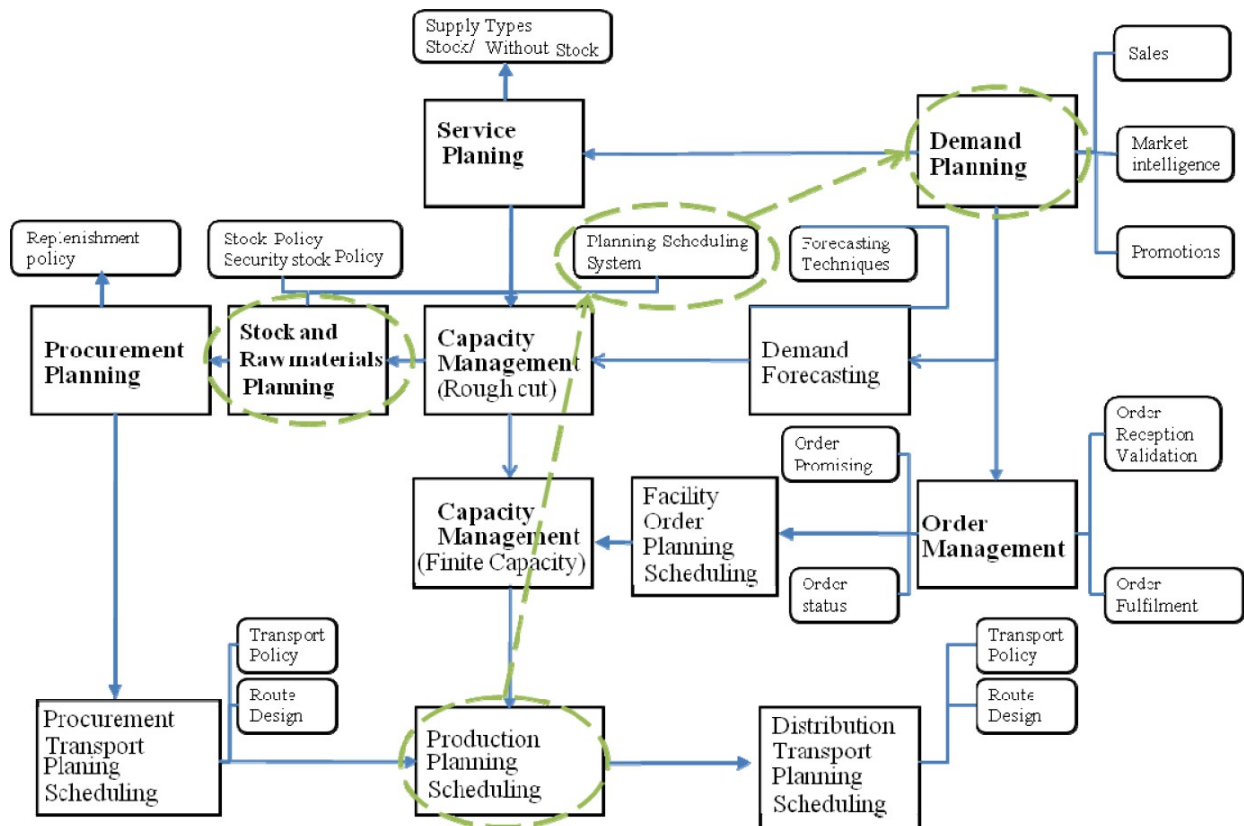 Supply Types
Stock/ Without Stock
Sales
Service
Planing
Demand
Planning
Market
intelligence
Replenishment
policy
Stock Policy
Security stock Policy
Planning Scheduling
System
Forecasting
Techniques
Promotions
Procurement
Planning
Stock and
Raw materials
Planning
Capacity
Management
(Rough cut)
Demand
Forecasting
Order
Promising
Order
Reception
Validation
Capacity
Management
(Finite Capacity)
Facility
Order
Planning
Scheduling
Order
Management
Order
status
Order
Fulfilment
Transport
Policy
Route
Design
Transport
Policy
Route
Design
Procurement
Transport
Planing
Scheduling
Production
Planning
Scheduling
Distribution
Transport
Planning
Scheduling